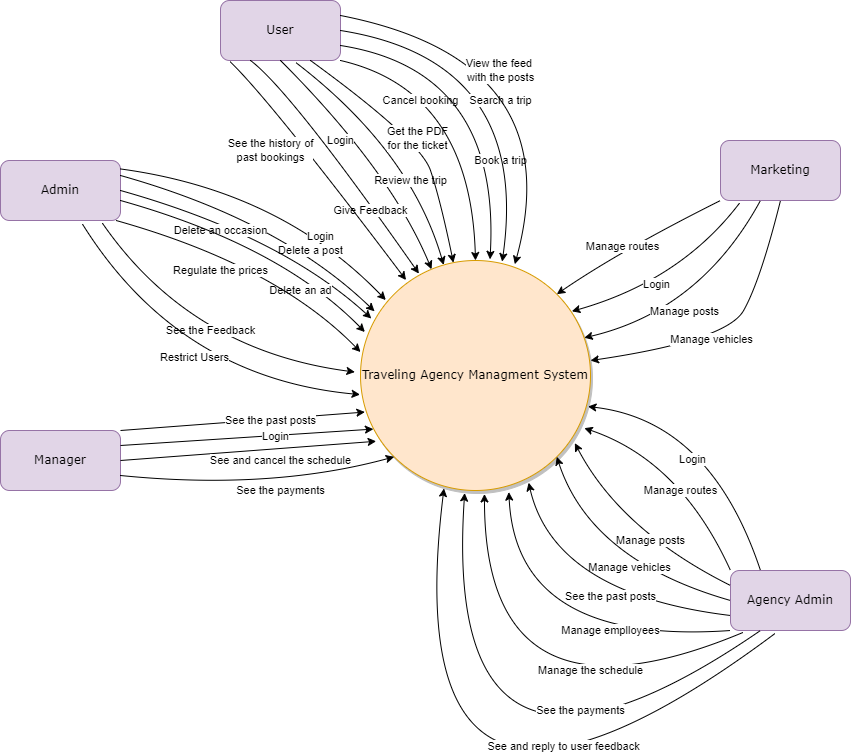 User
View the feed
with the posts
Cancel booking
Search a trip
Get the PDF
for the ticket
Login
See the history of
past bookings
Book a trip
Review the trip
Give Feedback
Admin
Login
Delete an occasion
Delete a post
Regulate the prices
Delete an ad
See the Feedback
Restrict Users
Marketing
Manage routes
Login
Manage posts
Manage vehicles
Traveling Agency Managment System
Manager
See the past posts
Login
See and cancel the schedule
See the payments
Agency Admin
Login
Manage routes
Manage posts
Manage vehicles
See the past posts
Manage emplloyees
Manage the schedule
See the payments
See and reply to user feedback